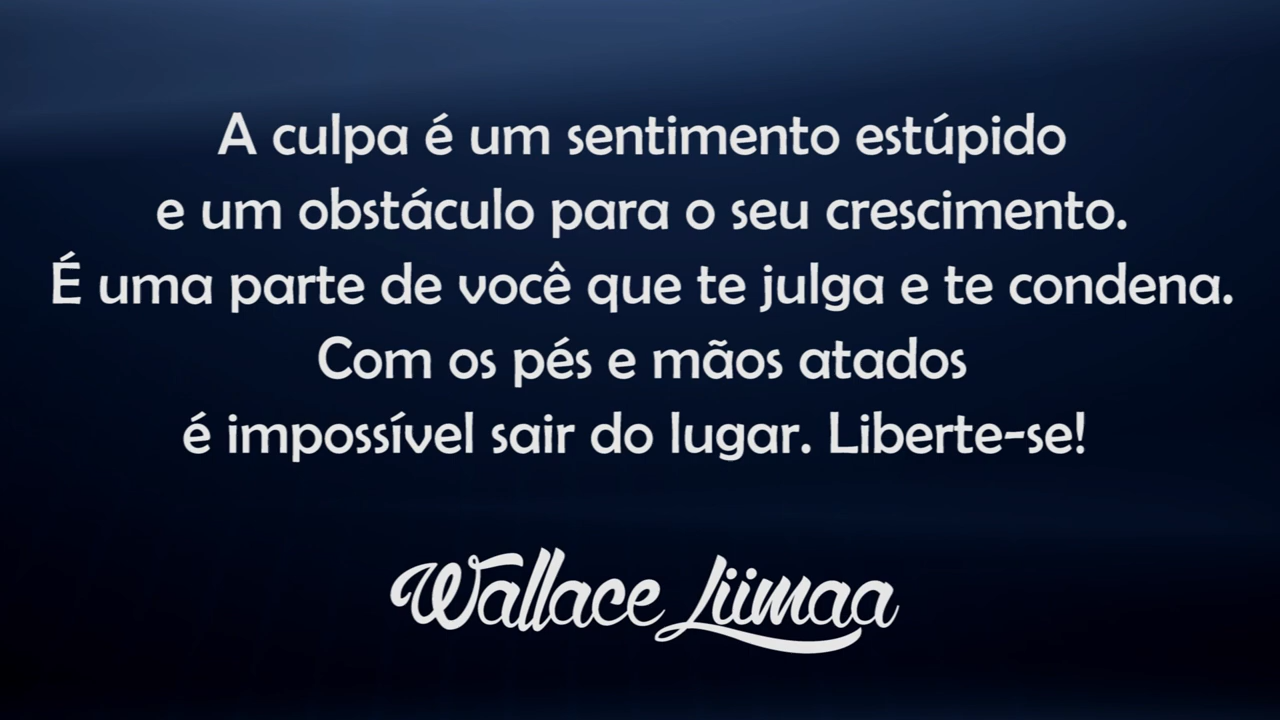 A culpa é um sentimento estúpido
e um obstáculo para o seu crescimento.
É uma parte de você que te julga e te condena.
Com os pés e mãos atados
é impossível sair do lugar. Liberte-se!
Wallace Liimaa